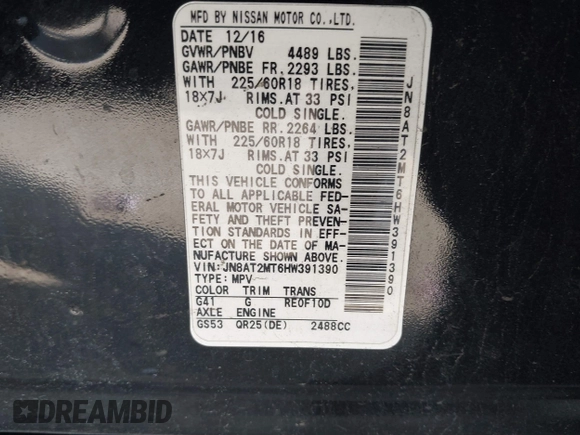 MFD BY NISSAN MOTOR CO.,LTD.
DATE 12/16
GVWR/PNBV 4489 LBS.
GAWR/PNBE FR. 2293 LBS.
WITH 225/60R18 TIRES,
18X7J RIMS.AT 33 PSI
COLD SINGLE.
GAWR/PNBE RR. 2264 LBS.
WITH 225/60R18 TIRES,
18X7J RIMS.AT 33 PSI
COLD SINGLE.
THIS VEHICLE CONFORMS
TO ALL APPLICABLE FED-
ERAL MOTOR VEHICLE SA-
FETY AND THEFT PREVEN-
TION STANDARDS IN EFF-
ECT ON THE DATE OF MA-
NUFACTURE SHOWN ABOVE.
VIN: JN8AT2MT6HW391390
TYPE: MPV
COLOR TRIM TRANS
G41 G RE0F10D
AXLE ENGINE
GS53 QR25(DE) 2488CC
JN8AT2MT6HW391390
DREAMBID